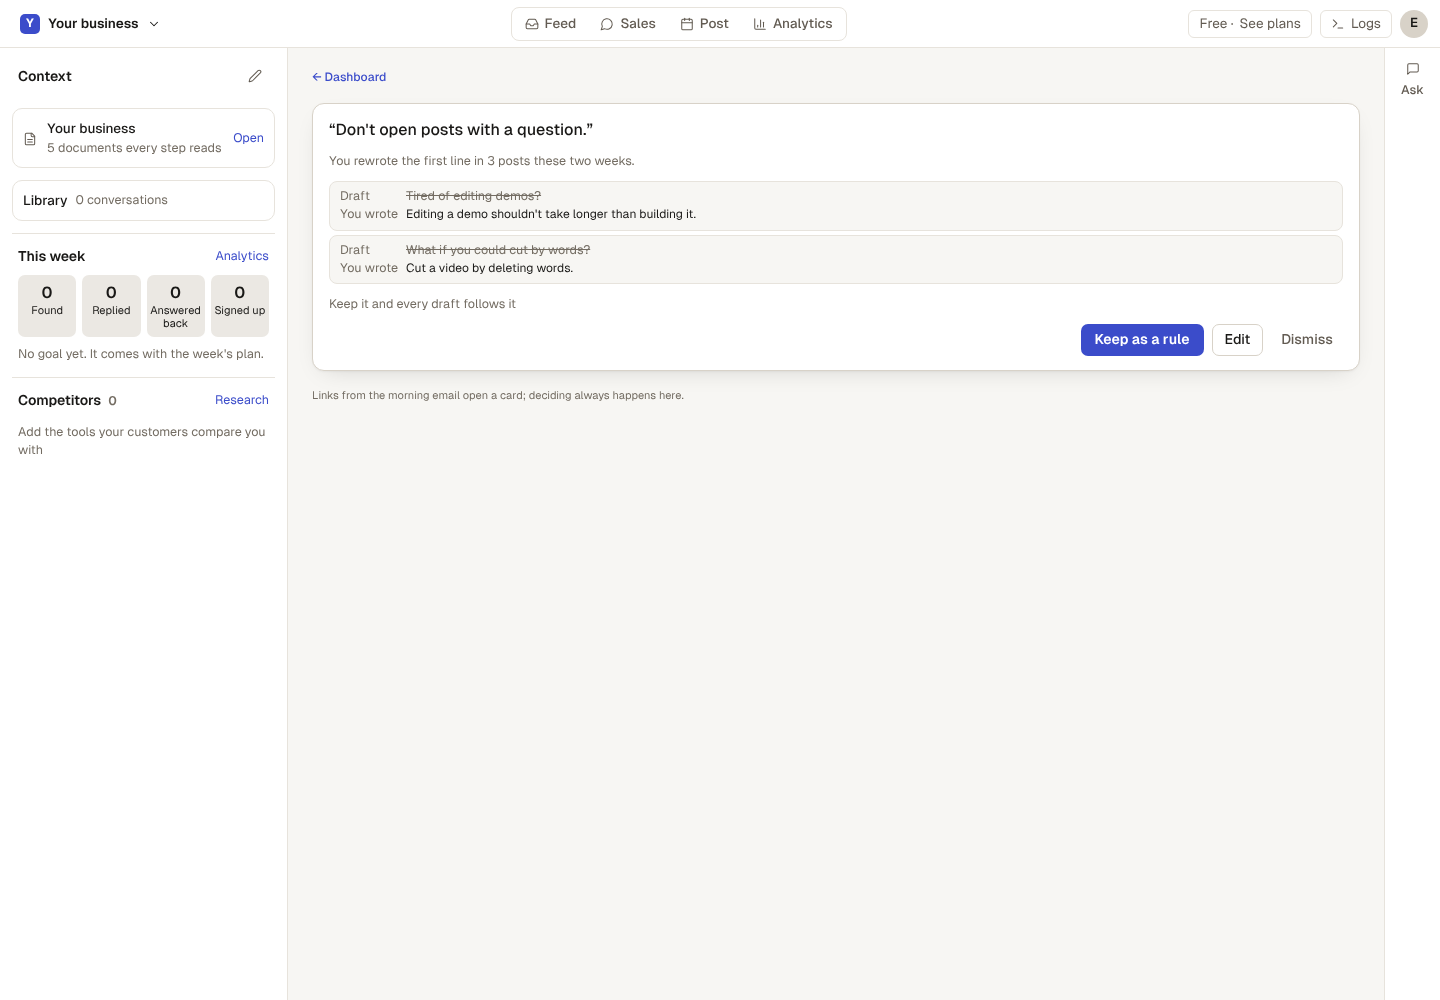 Y Your business
Feed
Sales
Post
Analytics
Free · See plans
Logs
E
Context
Your business
5 documents every step reads
Open
Library 0 conversations
This week
Analytics
0
Found
0
Replied
0
Answered back
0
Signed up
No goal yet. It comes with the week's plan.
Competitors 0
Research
Add the tools your customers compare you
with
← Dashboard
“Don't open posts with a question.”
You rewrote the first line in 3 posts these two weeks.
Draft Tired of editing demos?
You wrote Editing a demo shouldn't take longer than building it.
Draft What if you could cut by words?
You wrote Cut a video by deleting words.
Keep it and every draft follows it
Keep as a rule
Edit
Dismiss
Links from the morning email open a card; deciding always happens here.
Ask